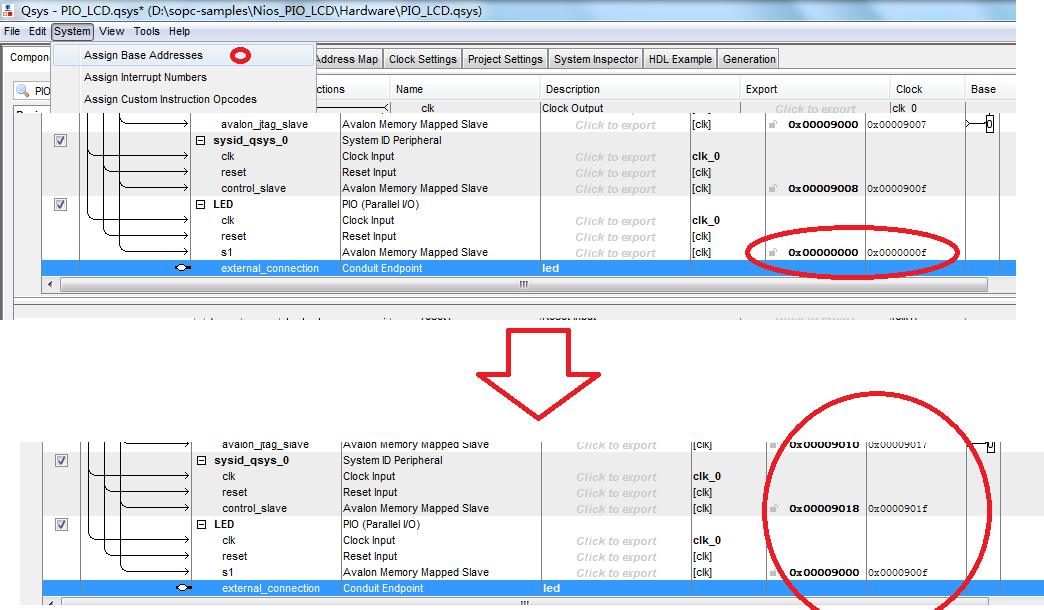 Qsys - PIO_LCD.qsys* (D:\sopc-samples\Nios_PIO_LCD\Hardware\PIO_LCD.qsys)
File Edit System View Tools Help
Assign Base Addresses
Assign Interrupt Numbers
Assign Custom Instruction Opcodes
Address Map Clock Settings Project Settings System Inspector HDL Example Generation
PIO Name Description Export Clock Base
clk Clock Output Click to export clk_0
avalon_jtag_slave Avalon Memory Mapped Slave Click to export [clk] 0x00009000 0x00009007
sysid_qsys_0 System ID Peripheral
clk Clock Input Click to export clk_0
reset Reset Input Click to export [clk]
control_slave Avalon Memory Mapped Slave Click to export [clk] 0x00009008 0x0000900f
LED PIO (Parallel I/O)
clk Clock Input Click to export clk_0
reset Reset Input Click to export [clk]
s1 Avalon Memory Mapped Slave Click to export [clk] 0x00000000 0x0000000f
external_connection Conduit Endpoint led
avalon_jtag_slave Avalon Memory Mapped Slave Click to export [clk] 0x00009010 0x00009017
sysid_qsys_0 System ID Peripheral
clk Clock Input Click to export clk_0
reset Reset Input Click to export [clk]
control_slave Avalon Memory Mapped Slave Click to export [clk] 0x00009018 0x0000901f
LED PIO (Parallel I/O)
clk Clock Input Click to export clk_0
reset Reset Input Click to export [clk]
s1 Avalon Memory Mapped Slave Click to export [clk] 0x00009000 0x0000900f
external_connection Conduit Endpoint led